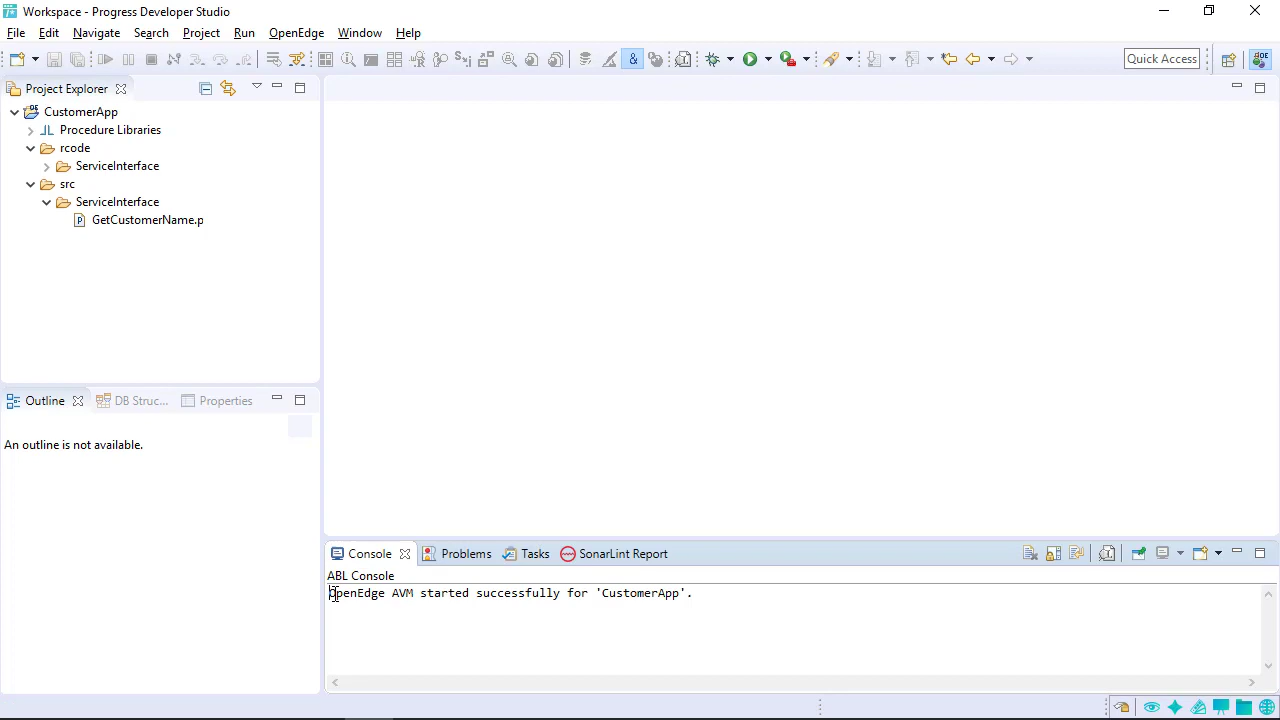 Workspace - Progress Developer Studio
File Edit Navigate Search Project Run OpenEdge Window Help
Quick Access
Project Explorer
CustomerApp
Procedure Libraries
rcode
ServiceInterface
src
ServiceInterface
GetCustomerName.p
Outline DB Struc... Properties
An outline is not available.
Console Problems Tasks SonarLint Report
ABL Console
OpenEdge AVM started successfully for 'CustomerApp'.